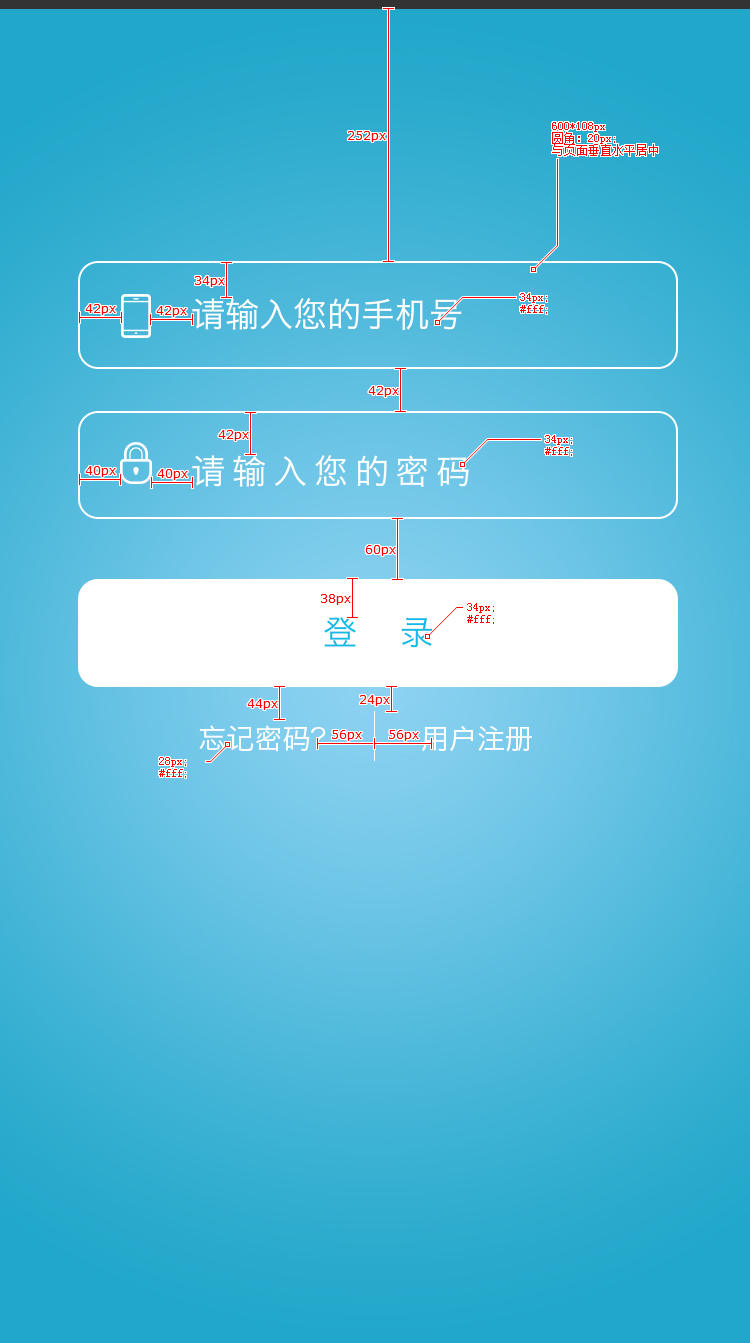 252px
600*108px
圆角：20px;
与页面垂直水平居中
34px
42px
42px
请输入您的手机号
34px;
#fff;
42px
42px
40px
40px
请输入您的密码
34px;
#fff;
60px
38px
登 录
34px;
#fff;
44px
24px
忘记密码?
56px
56px
用户注册
28px;
#fff;